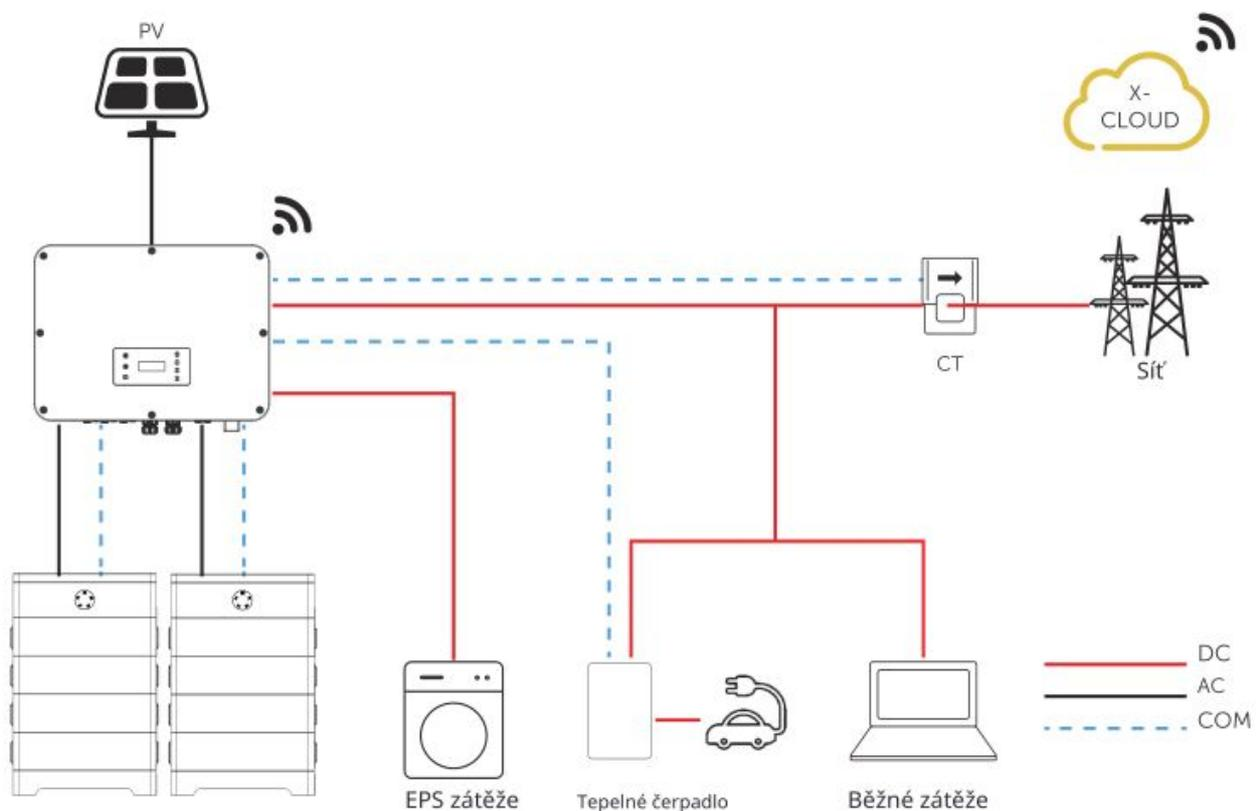 PV
X-
CLOUD
CT
Síť
DC
AC
COM
EPS zátěže
Tepelné čerpadlo
Běžné zátěže